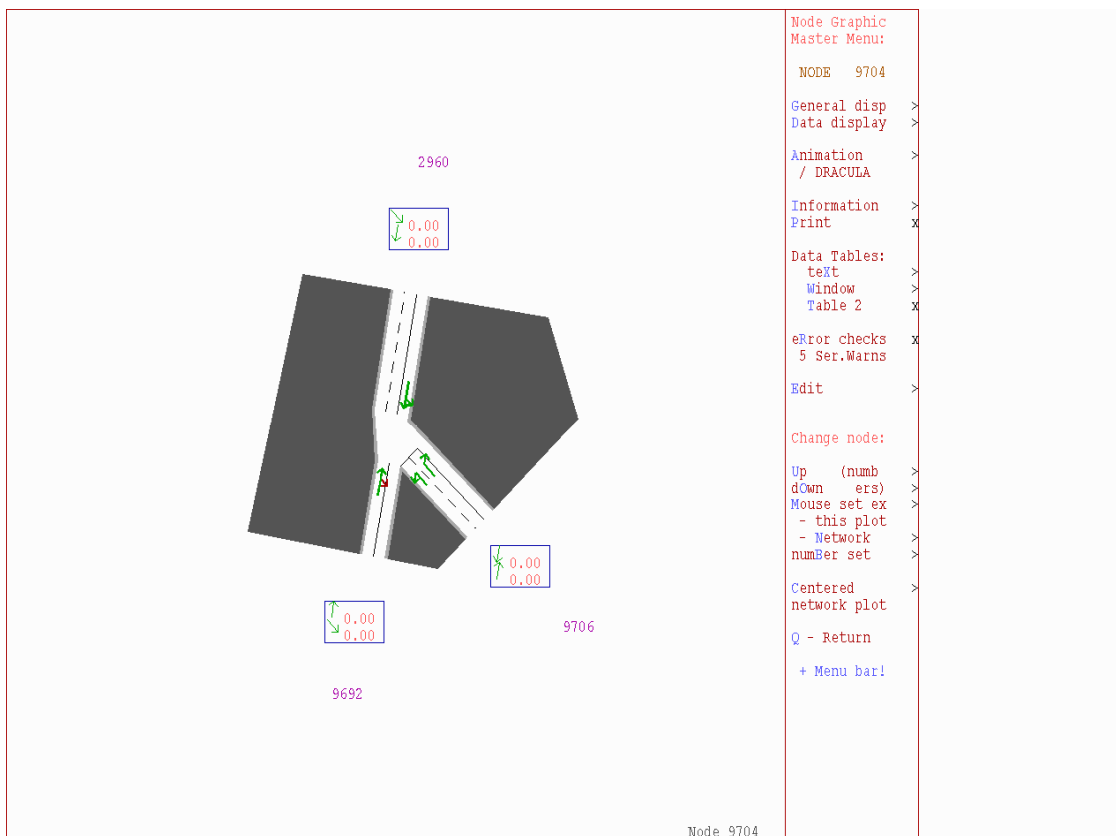 2960
0.00
0.00
0.00
0.00
0.00
0.00
9706
9692
Node 9704
Node Graphic
Master Menu:
NODE 9704
General disp >
Data display >
Animation >
/ DRACULA
Information >
Print x
Data Tables:
teXt >
Window >
Table 2 x
eRror checks x
5 Ser.Warns
Edit >
Change node:
Up (numb >
dOwn ers) >
Mouse set ex >
- this plot
- Network >
numBer set >
Centered >
network plot
Q - Return
+ Menu bar!